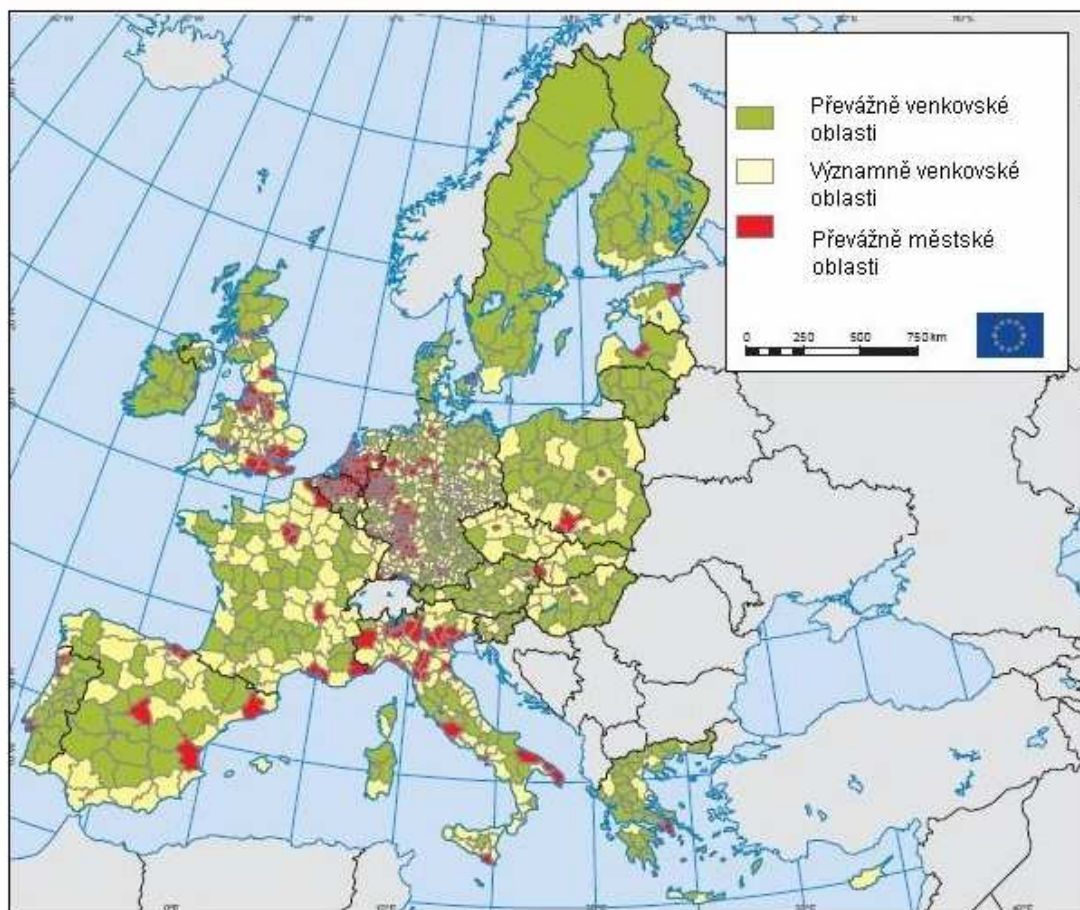 Převážně venkovské
oblasti
Významně venkovské
oblasti
Převážně městské
oblasti
0 250 500 750 km